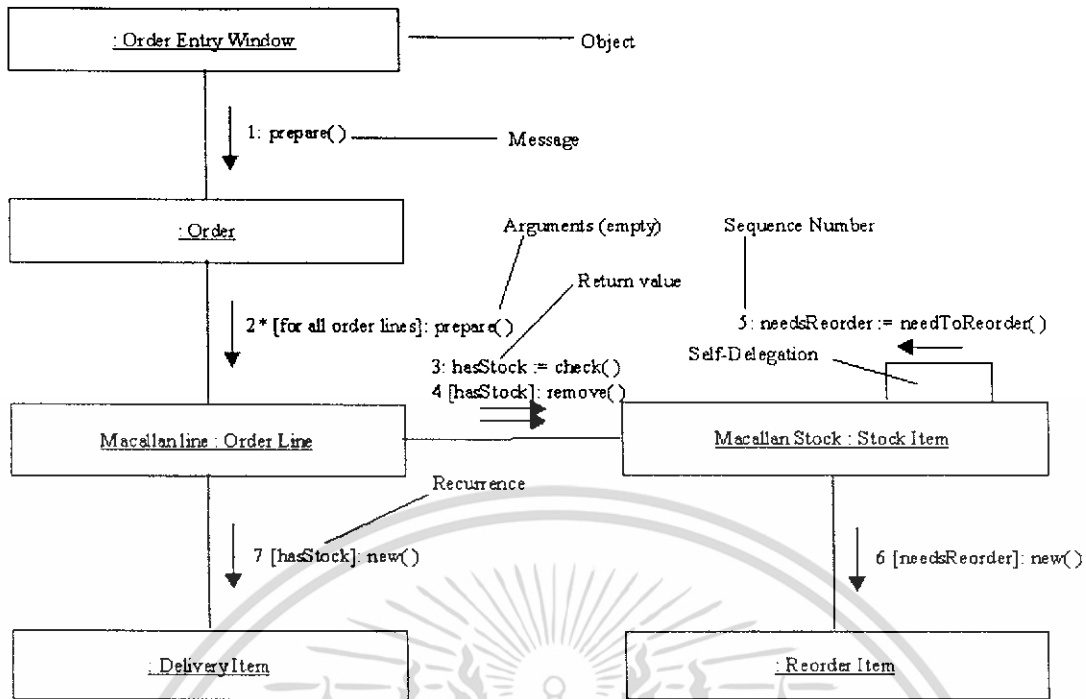 : Order Entry Window
Object
1: prepare()
Message
: Order
Arguments (empty)
Sequence Number
Return value
2 * [for all order lines]: prepare()
5: needsReorder := needToReorder()
3: hasStock := check()
Self-Delegation
4 [hasStock]: remove()
Macallan line : Order Line
Macallan Stock : Stock Item
Recurrence
7 [hasStock]: new()
6 [needsReorder]: new()
: Delivery Item
: Reorder Item